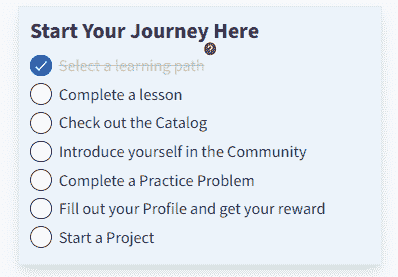 Start Your Journey Here
Select a learning path
Complete a lesson
Check out the Catalog
Introduce yourself in the Community
Complete a Practice Problem
Fill out your Profile and get your reward
Start a Project